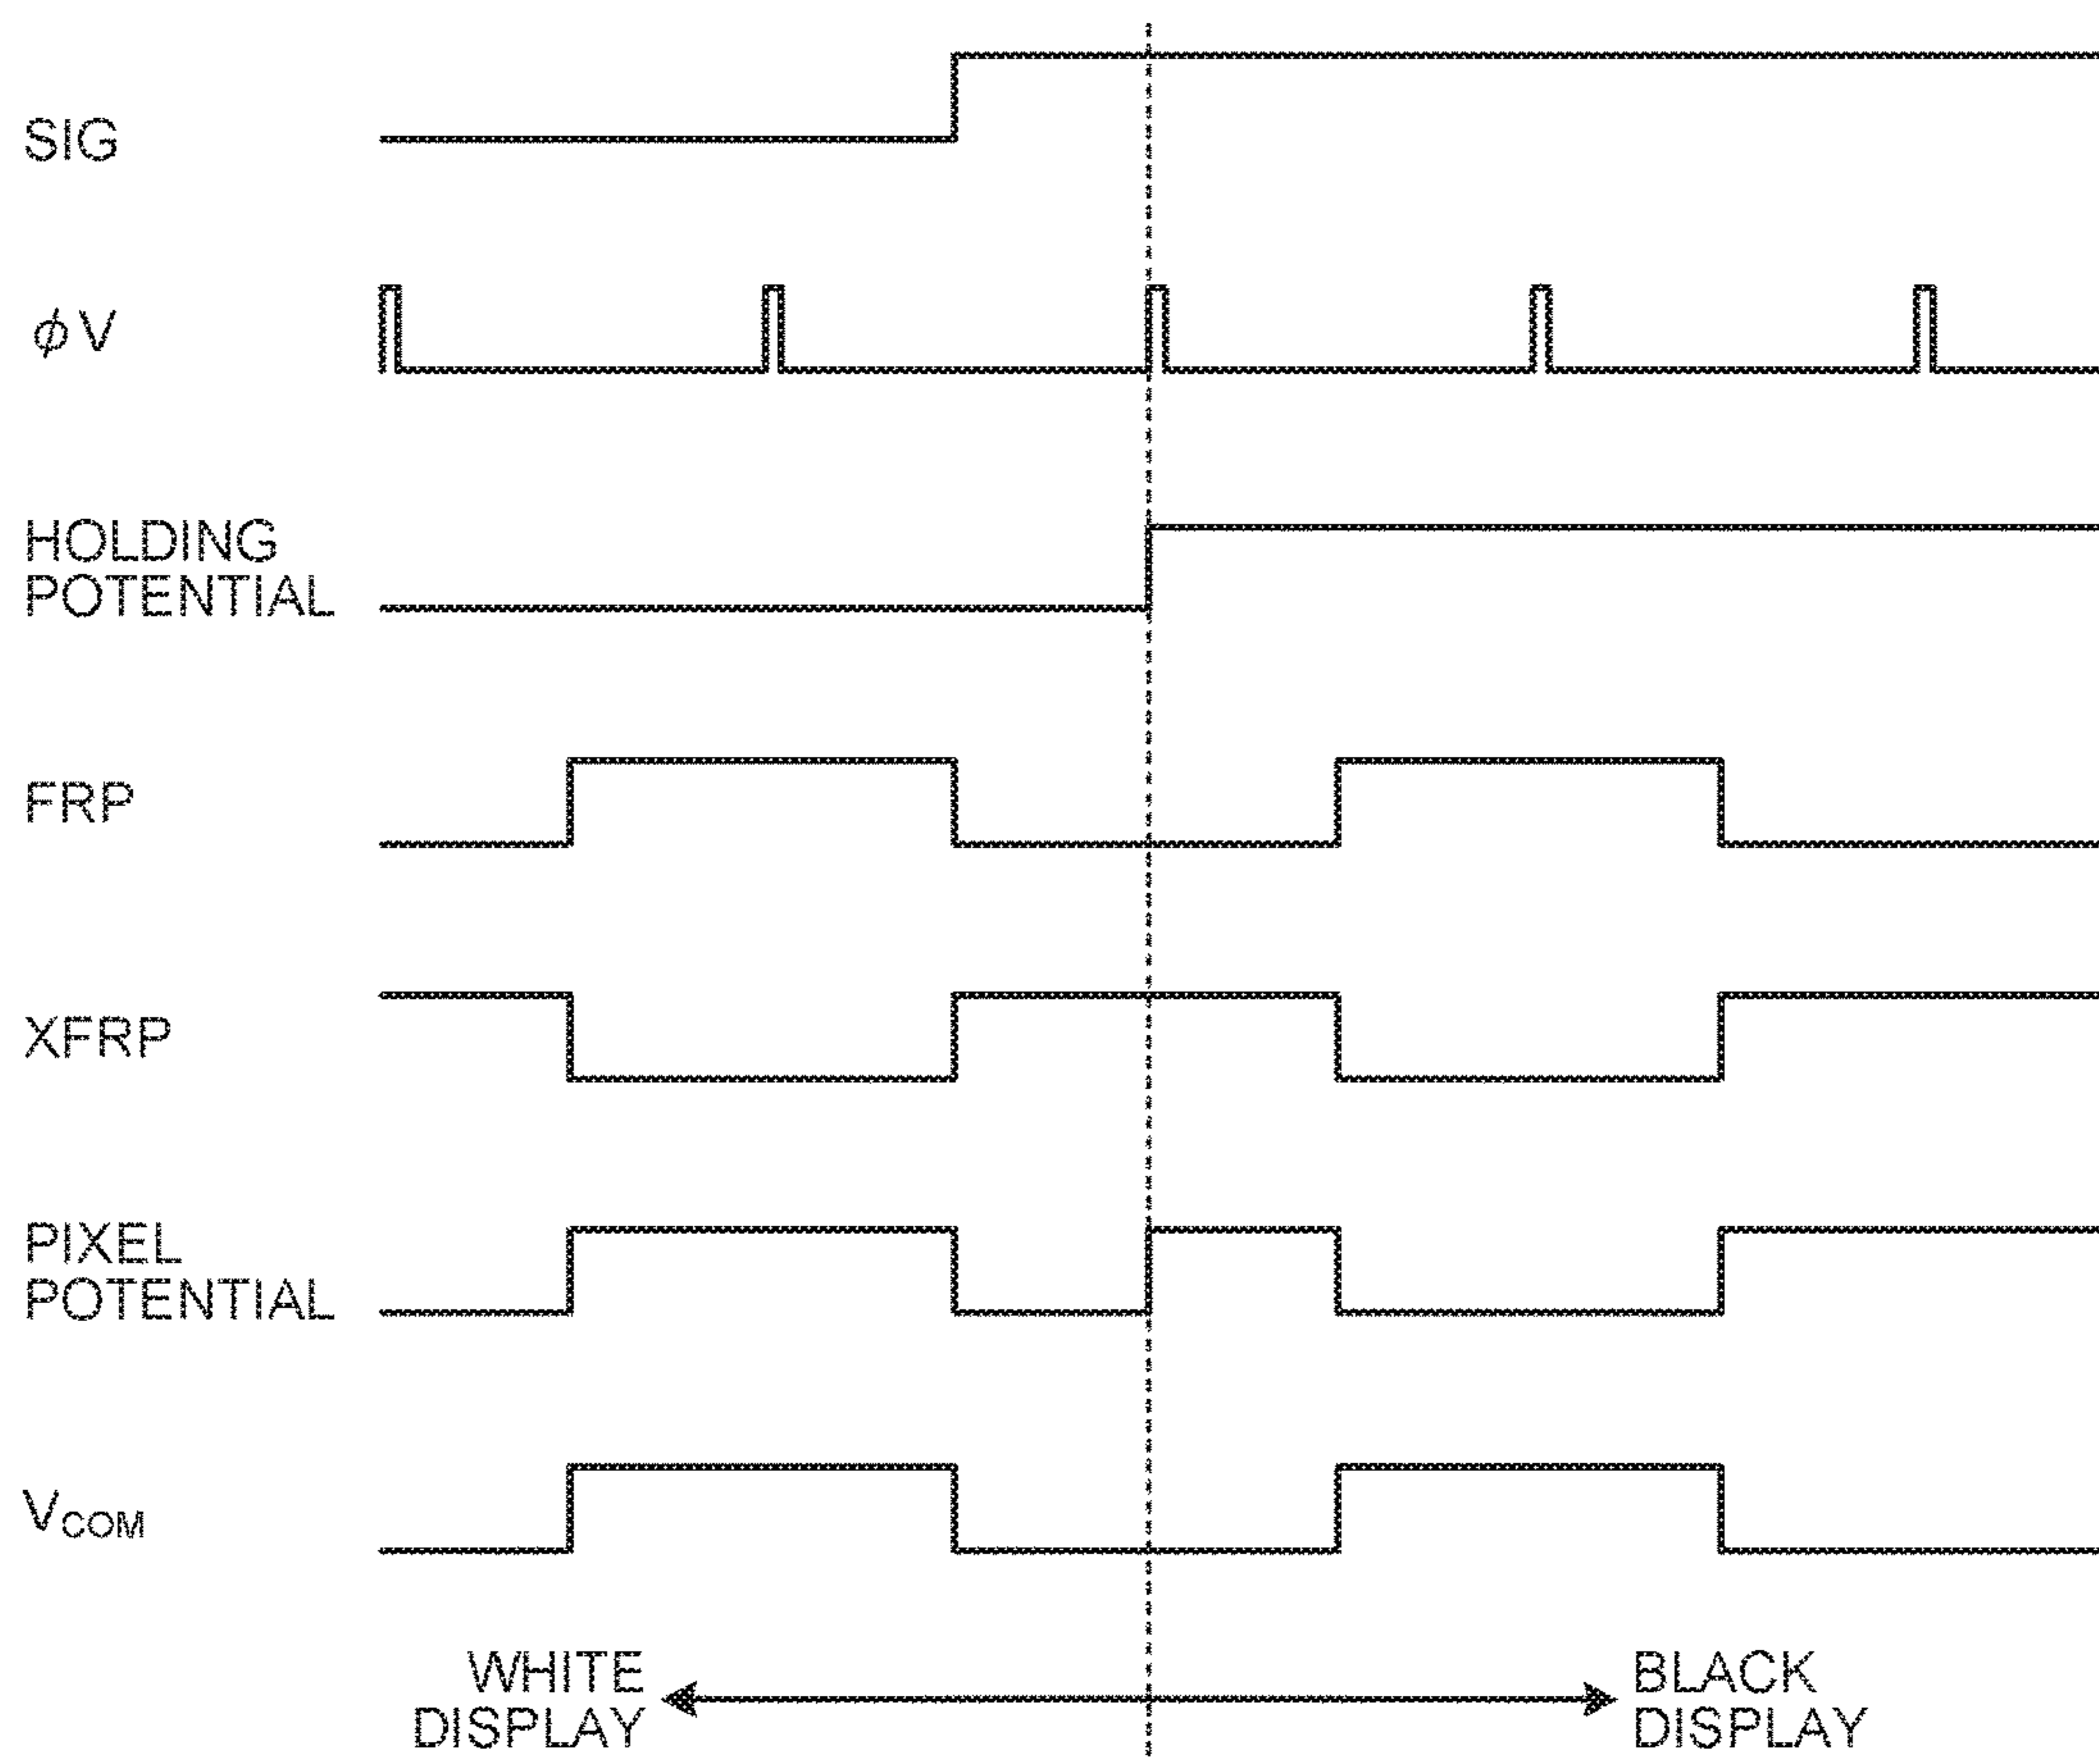 SIG
ϕV
HOLDING
POTENTIAL
FRP
XFRP
PIXEL
POTENTIAL
VCOM
WHITE
DISPLAY
BLACK
DISPLAY